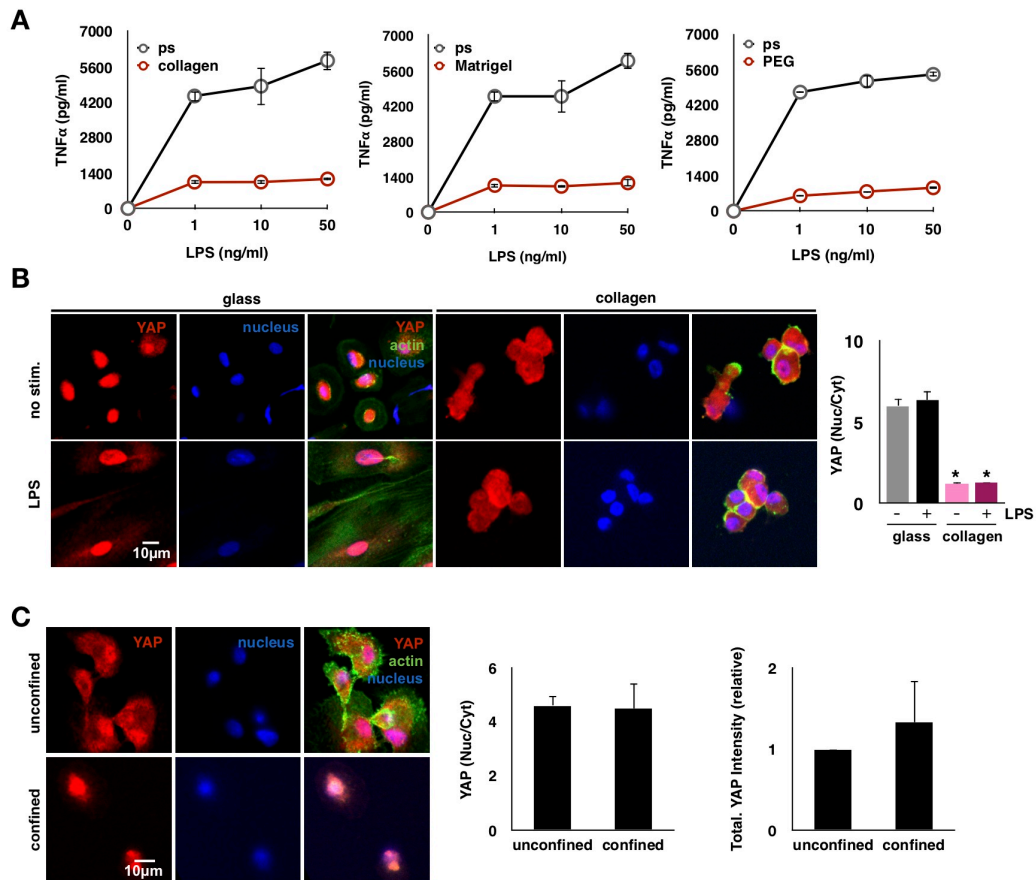 A
7000
5600
4200
2800
1400
0
TNFα (pg/ml)
ps
collagen
0 1 10 50
LPS (ng/ml)
7000
5600
4200
2800
1400
0
TNFα (pg/ml)
ps
Matrigel
0 1 10 50
LPS (ng/ml)
7000
5600
4200
2800
1400
0
TNFα (pg/ml)
ps
PEG
0 1 10 50
LPS (ng/ml)
B
glass
collagen
no stim.
LPS
YAP
nucleus
YAP
actin
nucleus
10μm
10
5
0
YAP (Nuc/Cyt)
* *
- + - + LPS
glass collagen
C
unconfined
confined
YAP
nucleus
YAP
actin
nucleus
10μm
6
4
2
0
YAP (Nuc/Cyt)
unconfined confined
2
1
0
Total. YAP Intensity (relative)
unconfined confined